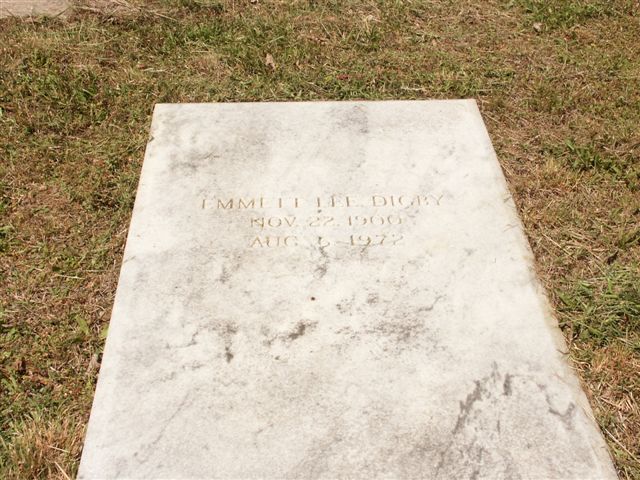 EMMETT LEE DIGBY
NOV. 22, 1900
AUG. 5, 1972